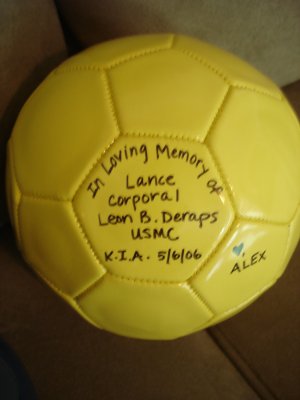 In Loving Memory of
Lance
Corporal
Leon B. Deraps
USMC
K.I.A. 5/6/06
ALEX